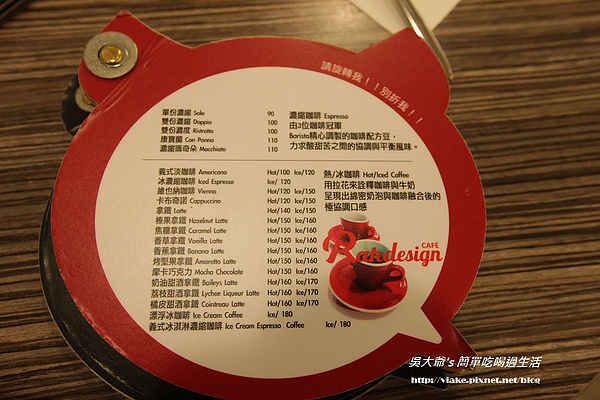 請旋轉我！！別折我！！
單份濃縮 Solo 90
雙份濃縮 Doppio 100
雙份濃度 Ristretto 100
康寶蘭 Con Panna 110
濃縮瑪奇朵 Macchiato 110
濃縮咖啡 Espresso
由3位咖啡冠軍
Barista精心調製的咖啡配方豆，
力求酸甜苦之間的協調與平衡風味。
義式淡咖啡 Americano Hot/100 Ice/120
冰濃縮咖啡 Iced Espresso Ice/ 120
維也納咖啡 Vienna Hot/120 Ice/160
卡布奇諾 Cappuccino Hot/120 Ice/150
拿鐵 Latte Hot/140 Ice/150
榛果拿鐵 Hazelnut Latte Hot/150 Ice/160
焦糖拿鐵 Caramel Latte Hot/150 Ice/160
香草拿鐵 Vanilla Latte Hot/150 Ice/160
香蕉拿鐵 Banana Latte Hot/150 Ice/160
烤堅果拿鐵 Amaretto Latte Hot/150 Ice/160
摩卡巧克力 Mocha Chocolate Hot/150 Ice/160
奶油甜酒拿鐵 Baileys Latte Hot/160 Ice/170
荔枝甜酒拿鐵 Lychee Liqueur Latte Hot/160 Ice/170
橘皮甜酒拿鐵 Cointreau Latte Hot/160 Ice/170
漂浮冰咖啡 Ice Cream Coffee Ice/ 180
義式冰淇淋濃縮咖啡 Ice Cream Espresso Coffee Ice/ 180
熱/冰咖啡 Hot/Iced Coffee
用拉花來詮釋咖啡與牛奶
呈現出綿密奶泡與咖啡融合後的
極協調口感
CAFE
Rahdesign
吳大爺's 簡單吃喝過生活
http://viake.pixnet.net/blog